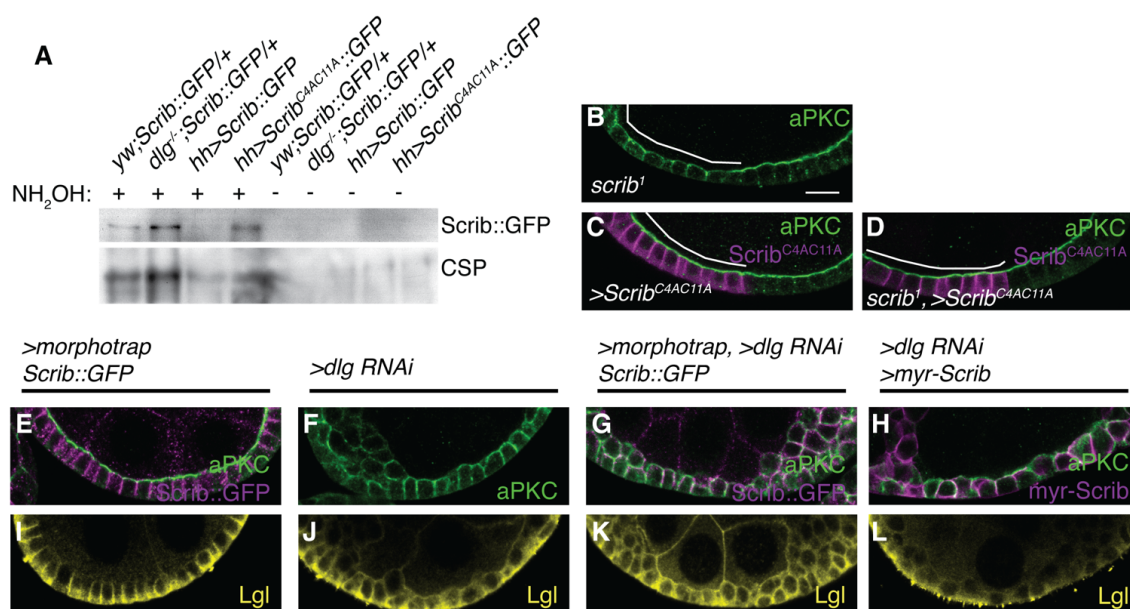 A
yw;Scrib::GFP/+
dlg-/-;Scrib::GFP/+
hh>Scrib::GFP
hh>ScribC4AC11A::GFP
yw;Scrib::GFP/+
dlg-/-;Scrib::GFP/+
hh>Scrib::GFP
hh>ScribC4AC11A::GFP
NH2OH: + + + + - - - -
Scrib::GFP
CSP
B
aPKC
scrib1
C
aPKC
ScribC4AC11A
>ScribC4AC11A
D
aPKC
ScribC4AC11A
scrib1, >ScribC4AC11A
>morphotrap
Scrib::GFP
>dlg RNAi
>morphotrap, >dlg RNAi
Scrib::GFP
>dlg RNAi
>myr-Scrib
E
aPKC
Scrib::GFP
F
aPKC
G
aPKC
Scrib::GFP
H
aPKC
myr-Scrib
I
Lgl
J
Lgl
K
Lgl
L
Lgl